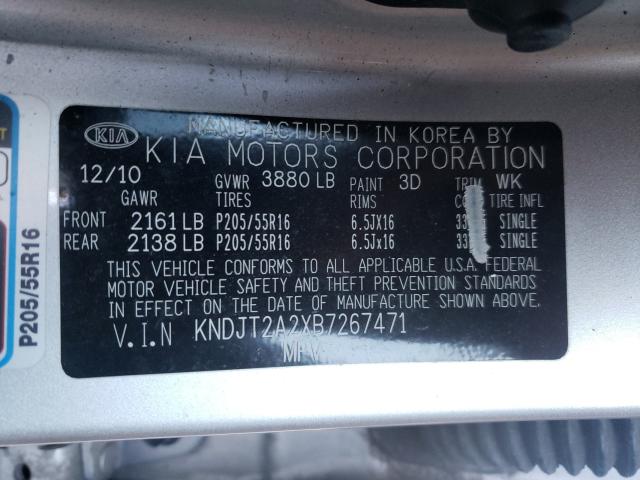 KIA
MANUFACTURED IN KOREA BY
KIA MOTORS CORPORATION
12/10 GVWR 3880 LB PAINT 3D TRIM WK
GAWR TIRES RIMS TIRE INFL
FRONT 2161 LB P205/55R16 6.5JX16 SINGLE
REAR 2138 LB P205/55R16 6.5Jx16 SINGLE
THIS VEHICLE CONFORMS TO ALL APPLICABLE U.S.A. FEDERAL
MOTOR VEHICLE SAFETY AND THEFT PREVENTION STANDARDS
IN EFFECT ON THE DATE OF MANUFACTURE SHOWN ABOVE.
V.I.N KNDJT2A2XB7267471
P205/55R16